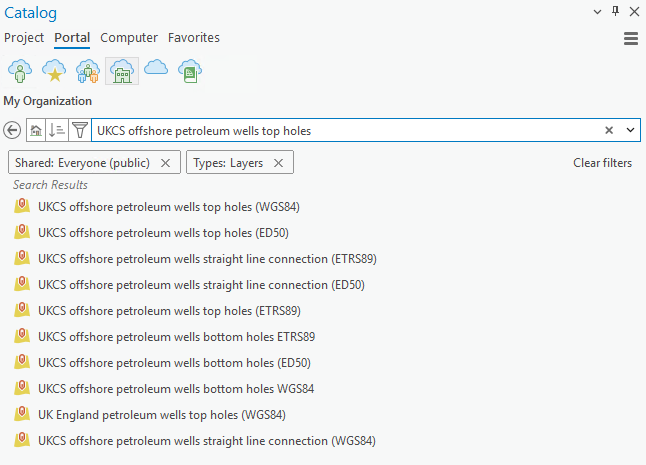 Catalog
Project Portal Computer Favorites
My Organization
UKCS offshore petroleum wells top holes
Shared: Everyone (public) Types: Layers Clear filters
Search Results
UKCS offshore petroleum wells top holes (WGS84)
UKCS offshore petroleum wells top holes (ED50)
UKCS offshore petroleum wells straight line connection (ETRS89)
UKCS offshore petroleum wells straight line connection (ED50)
UKCS offshore petroleum wells top holes (ETRS89)
UKCS offshore petroleum wells bottom holes ETRS89
UKCS offshore petroleum wells bottom holes (ED50)
UKCS offshore petroleum wells bottom holes WGS84
UK England petroleum wells top holes (WGS84)
UKCS offshore petroleum wells straight line connection (WGS84)